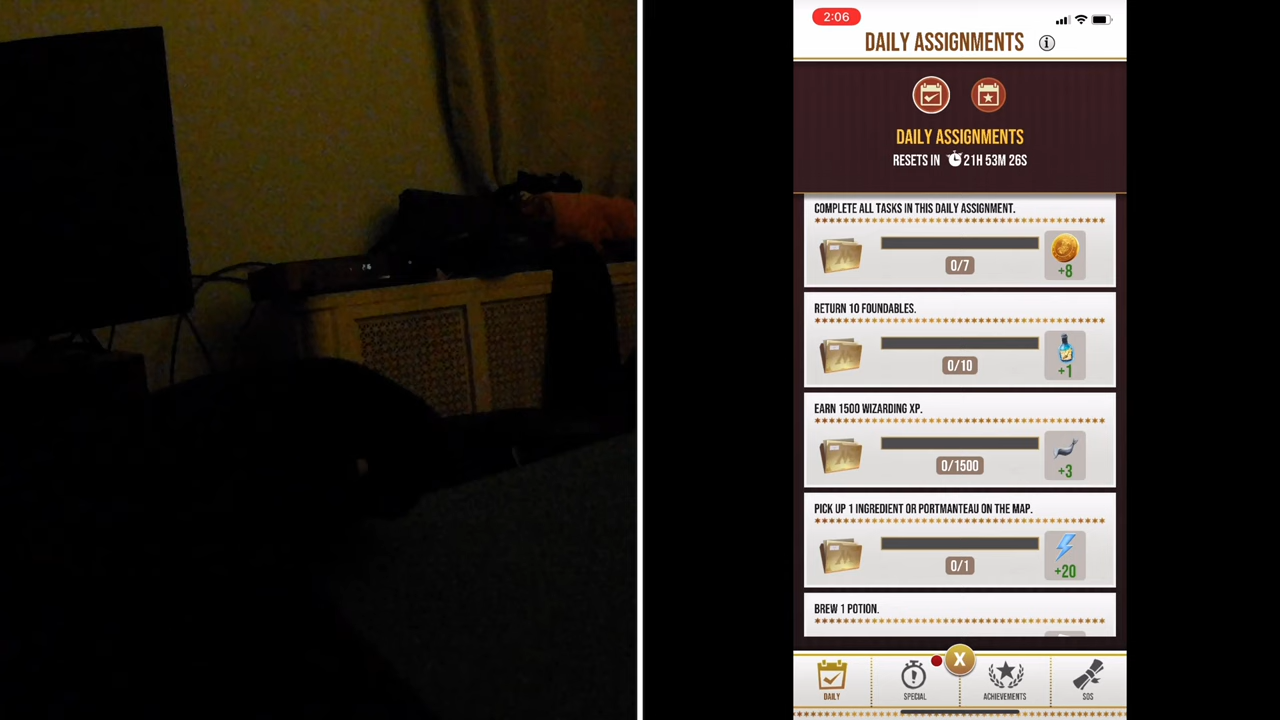 2:06
DAILY ASSIGNMENTS i
DAILY ASSIGNMENTS
RESETS IN 21H 53M 26S
COMPLETE ALL TASKS IN THIS DAILY ASSIGNMENT.
0/7
+8
RETURN 10 FOUNDABLES.
0/10
+1
EARN 1500 WIZARDING XP.
0/1500
+3
PICK UP 1 INGREDIENT OR PORTMANTEAU ON THE MAP.
0/1
+20
BREW 1 POTION.
X
DAILY
SPECIAL
ACHIEVEMENTS
SOS